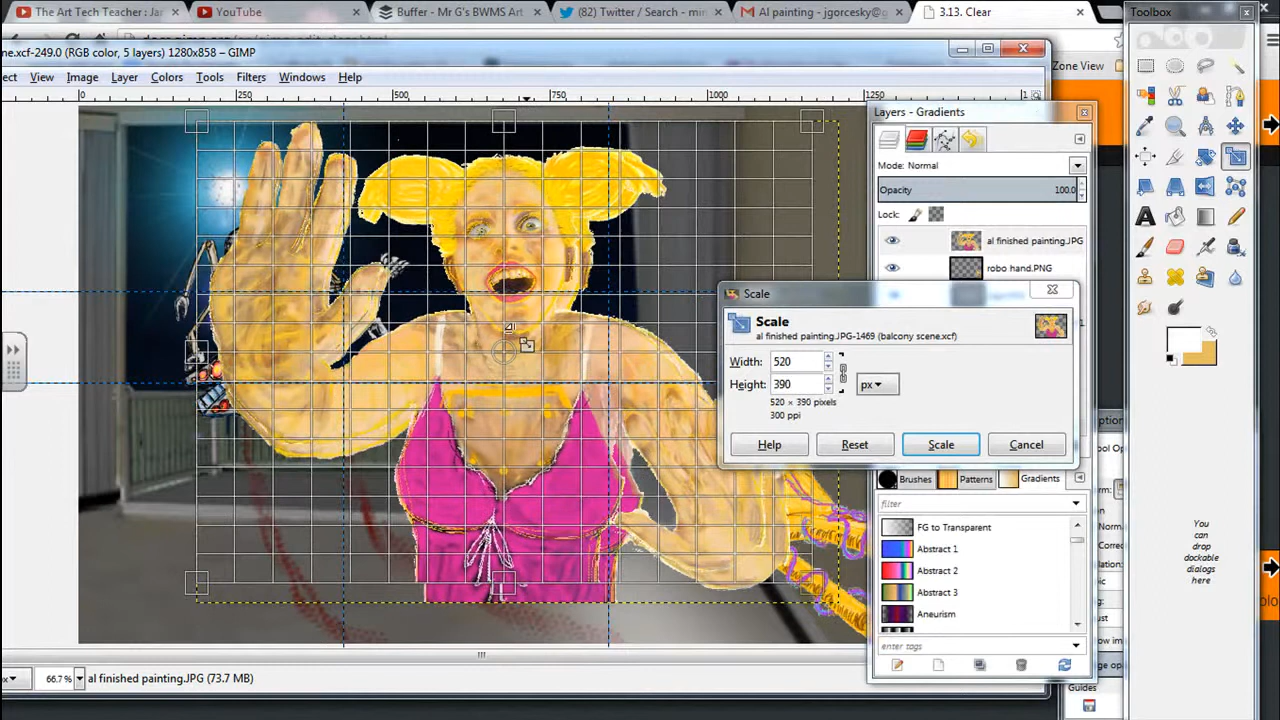 The Art Tech Teacher : Jar
YouTube
Buffer - Mr G's BWMS Art
(82) Twitter / Search - min
Al painting - jgorcesky@g
3.13. Clear
Toolbox
ne.xcf-249.0 (RGB color, 5 layers) 1280x858 – GIMP
Zone View
ect View Image Layer Colors Tools Filters Windows Help
0 250 500 750 1000 1250
Layers - Gradients
Mode: Normal
Opacity 100.0
Lock:
al finished painting.JPG
robo hand.PNG
Scale
Scale
al finished painting.JPG-1469 (balcony scene.xcf)
Width: 520
Height: 390 px
520 × 390 pixels
300 ppi
Help Reset Scale Cancel
Brushes Patterns Gradients
filter
FG to Transparent
Abstract 1
Abstract 2
Abstract 3
Aneurism
enter tags
You
can
drop
dockable
dialogs
here
Guides
66.7 % al finished painting.JPG (73.7 MB)